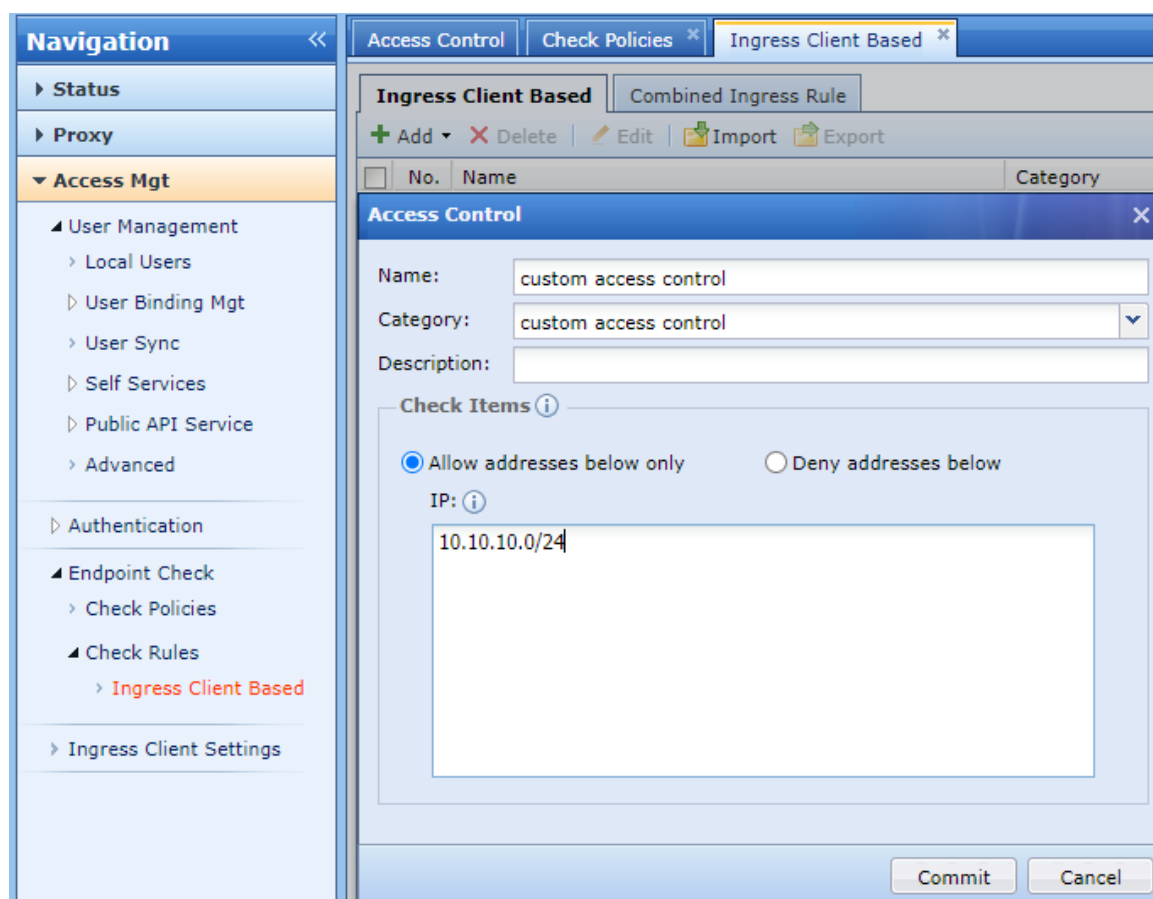 Navigation
Status
Proxy
Access Mgt
User Management
Local Users
User Binding Mgt
User Sync
Self Services
Public API Service
Advanced
Authentication
Endpoint Check
Check Policies
Check Rules
Ingress Client Based
Ingress Client Settings
Access Control Check Policies Ingress Client Based
Ingress Client Based Combined Ingress Rule
Add Delete Edit Import Export
No. Name Category
Access Control
Name: custom access control
Category: custom access control
Description:
Check Items
Allow addresses below only Deny addresses below
IP:
10.10.10.0/24
Commit Cancel